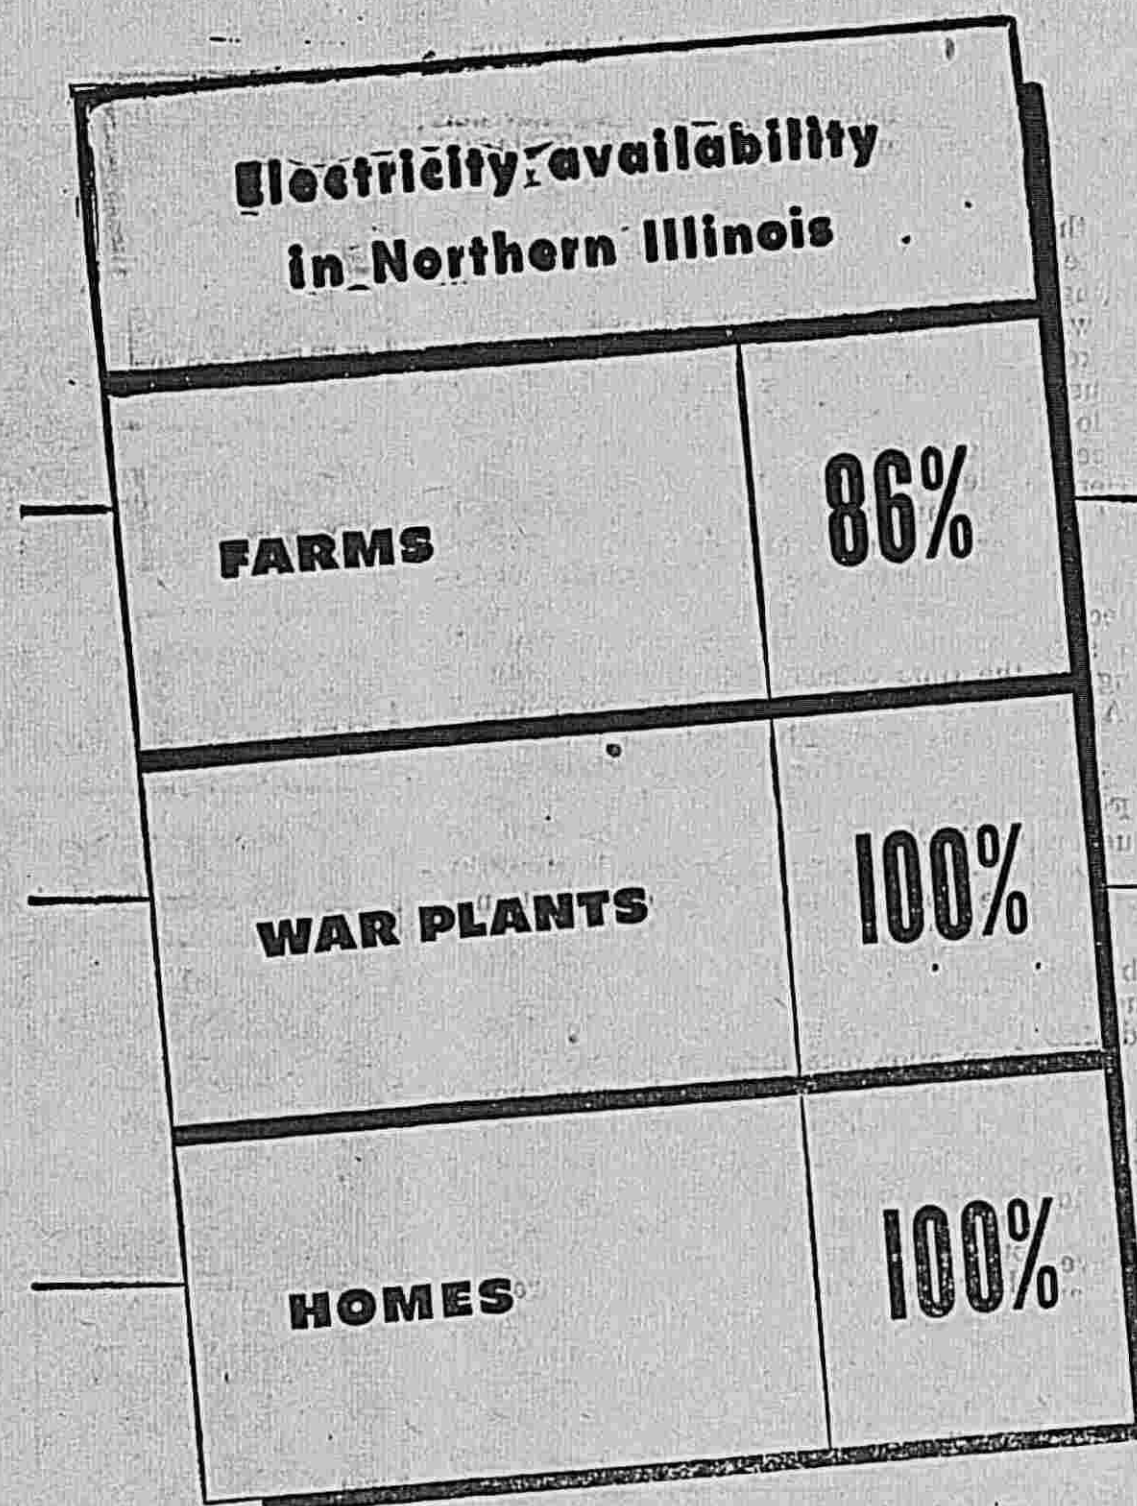 Electricity availability
in Northern Illinois
FARMS 86%
WAR PLANTS 100%
HOMES 100%